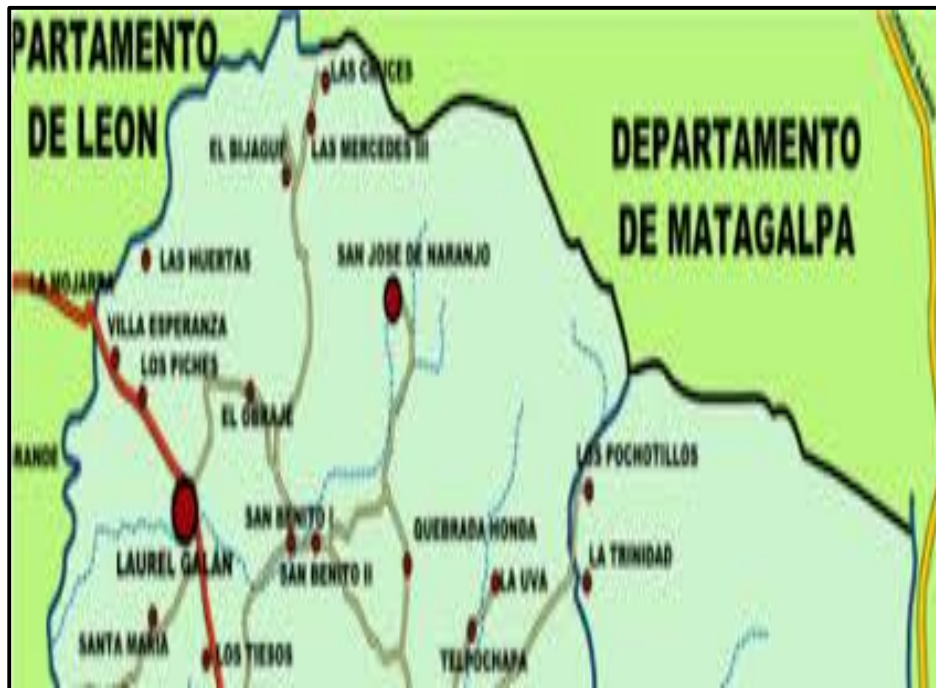 PARTAMENTO
DE LEON
LAS CRUCES
LAS MERCEDES III
EL BIJAGUE
DEPARTAMENTO
DE MATAGALPA
LAS HUERTAS
SAN JOSE DE NARANJO
LA MOJARRA
VILLA ESPERANZA
LOS PICHES
EL OBRAJE
RANDE
LOS POCHOTILLOS
SAN BENITO I
QUEBRADA HONDA
LAUREL GALAN
SAN BENITO II
LA UVA
LA TRINIDAD
SANTA MARIA
LOS TIESOS
TELPOCHAPA